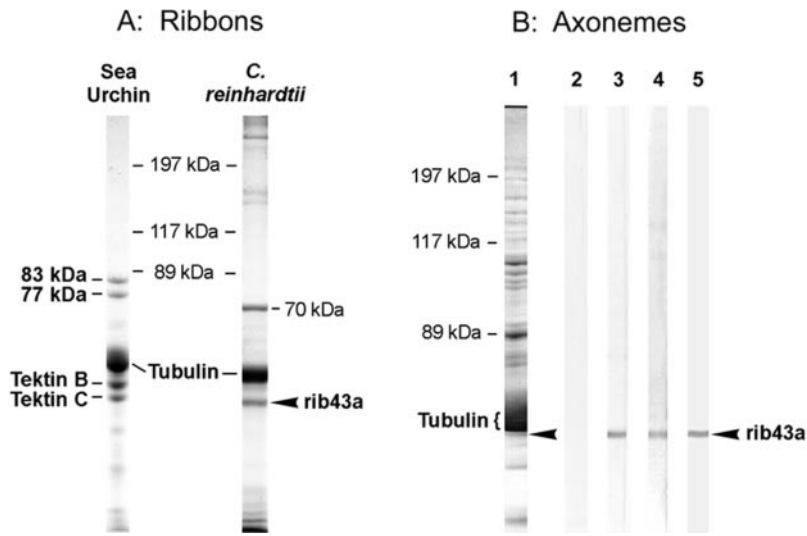 A: Ribbons
Sea
Urchin
C.
reinhardtii
197 kDa
117 kDa
89 kDa
83 kDa
77 kDa
70 kDa
Tubulin
Tektin B
Tektin C
rib43a
B: Axonemes
1 2 3 4 5
197 kDa
117 kDa
89 kDa
Tubulin {
rib43a